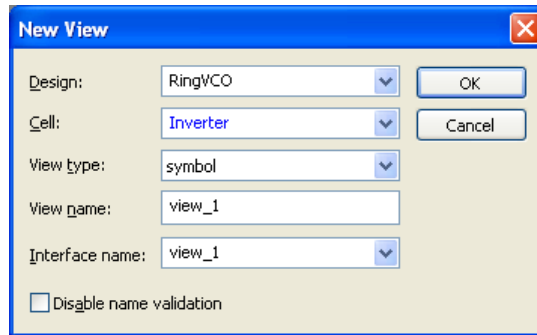 New View
Design: RingVCO OK
Cell: Inverter Cancel
View type: symbol
View name: view_1
Interface name: view_1
Disable name validation